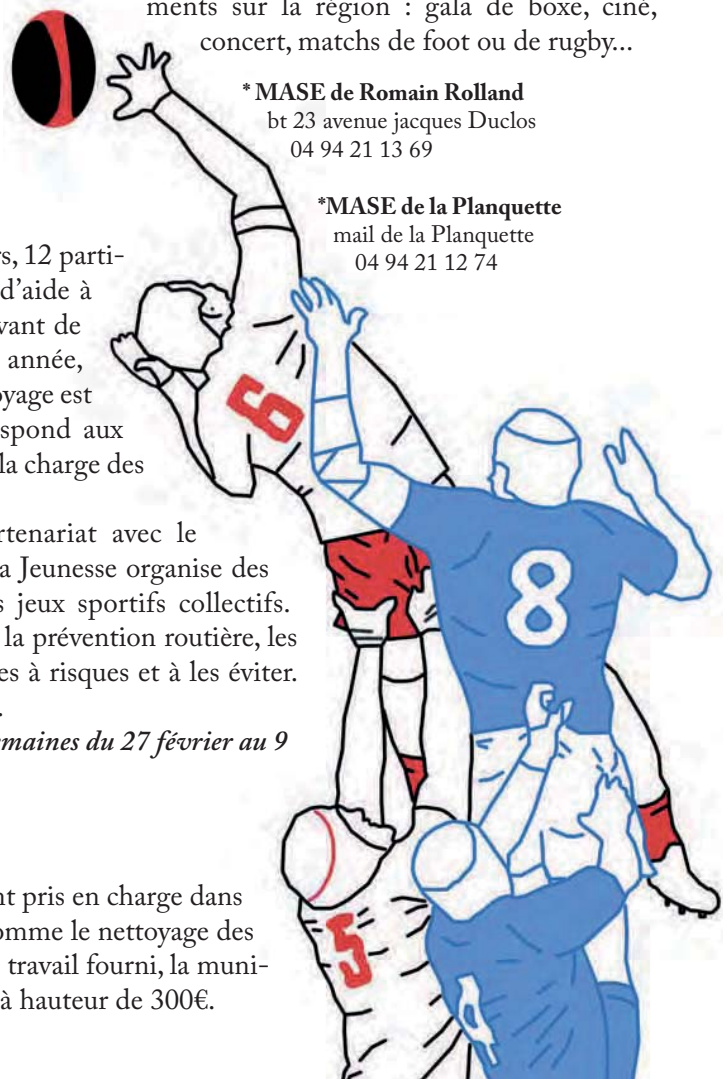 ments sur la région : gala de boxe, ciné,
concert, matchs de foot ou de rugby...
* MASE de Romain Rolland
bt 23 avenue jacques Duclos
04 94 21 13 69
*MASE de la Planquette
mail de la Planquette
04 94 21 12 74
rs, 12 parti-
d’aide à
vant de
année,
oyage est
spond aux
la charge des
rtenariat avec le
a Jeunesse organise des
s jeux sportifs collectifs.
la prévention routière, les
es à risques et à les éviter.
.
emaines du 27 février au 9
nt pris en charge dans
omme le nettoyage des
travail fourni, la muni-
à hauteur de 300€.
6
8
5